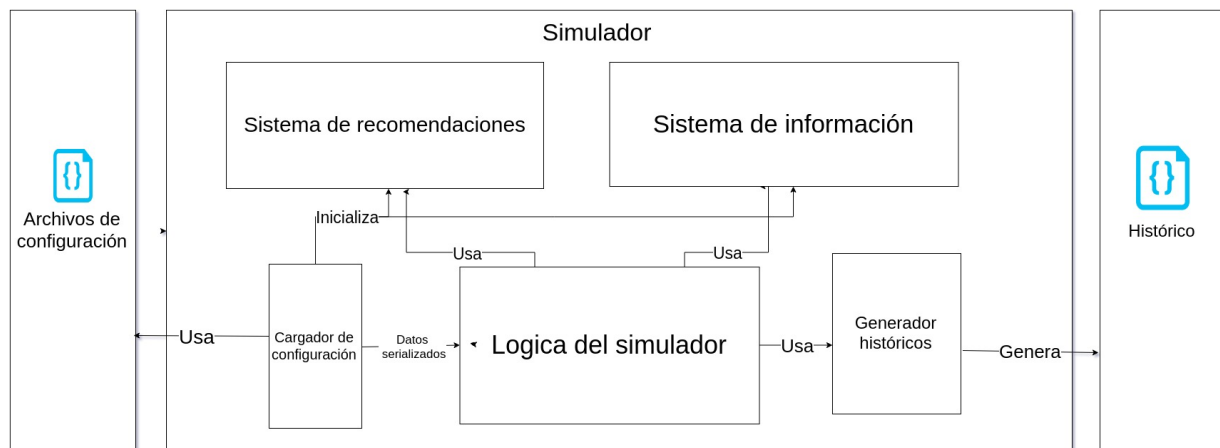 Simulador
Sistema de recomendaciones
Sistema de información
{}
Archivos de
configuración
{}
Histórico
Inicializa
Usa
Usa
Usa
Cargador de
configuración
Datos
serializados
Logica del simulador
Usa
Generador
históricos
Genera